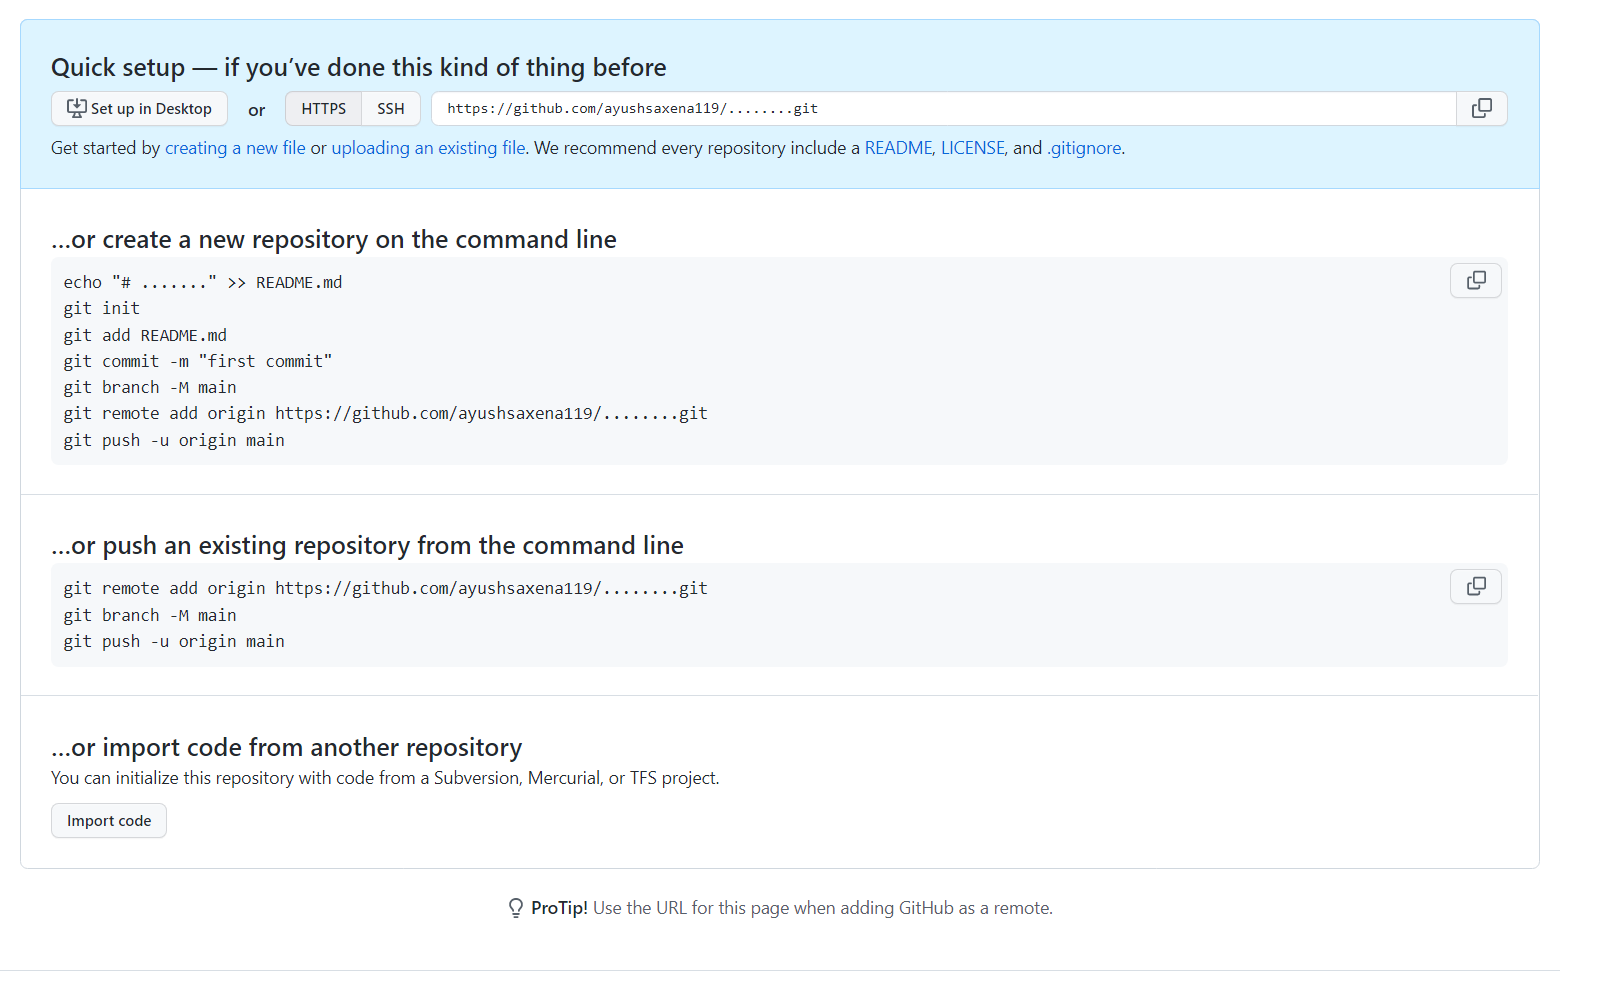 Quick setup — if you’ve done this kind of thing before
Set up in Desktop or HTTPS SSH https://github.com/ayushsaxena119/........git
Get started by creating a new file or uploading an existing file. We recommend every repository include a README, LICENSE, and .gitignore.
…or create a new repository on the command line
echo "# ......." >> README.md
git init
git add README.md
git commit -m "first commit"
git branch -M main
git remote add origin https://github.com/ayushsaxena119/........git
git push -u origin main
…or push an existing repository from the command line
git remote add origin https://github.com/ayushsaxena119/........git
git branch -M main
git push -u origin main
…or import code from another repository
You can initialize this repository with code from a Subversion, Mercurial, or TFS project.
Import code
ProTip! Use the URL for this page when adding GitHub as a remote.